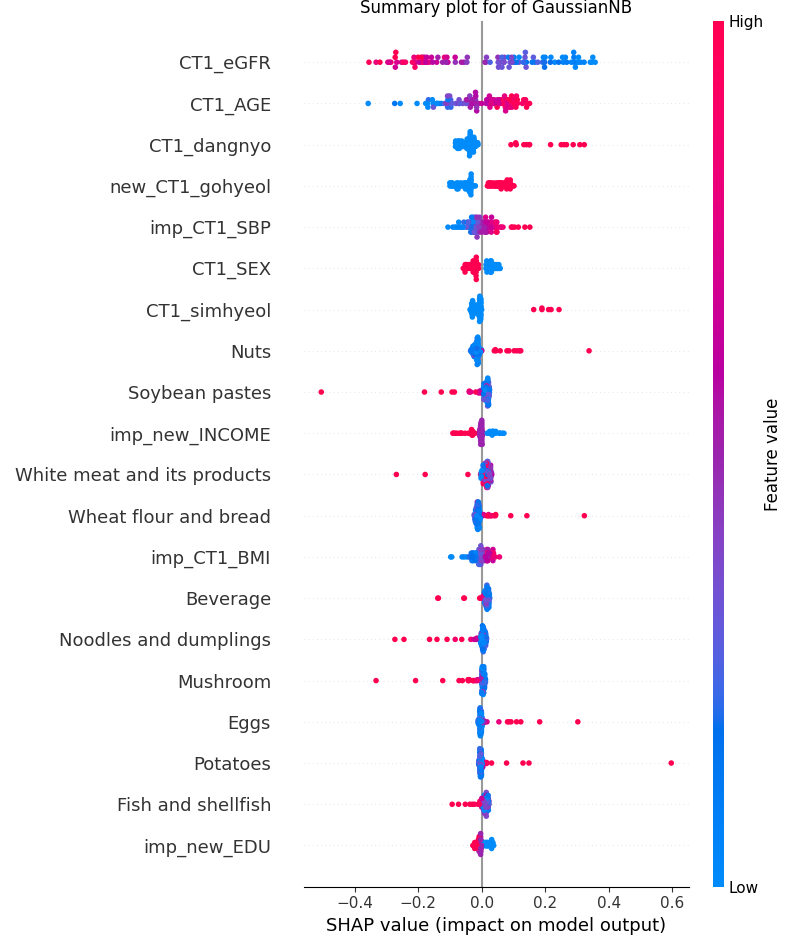 Summary plot for of GaussianNB
High
CT1_eGFR
CT1_AGE
CT1_dangnyo
new_CT1_gohyeol
imp_CT1_SBP
CT1_SEX
CT1_simhyeol
Nuts
Soybean pastes
imp_new_INCOME
White meat and its products
Wheat flour and bread
imp_CT1_BMI
Beverage
Noodles and dumplings
Mushroom
Eggs
Potatoes
Fish and shellfish
imp_new_EDU
Feature value
Low
−0.4 −0.2 0.0 0.2 0.4 0.6
SHAP value (impact on model output)